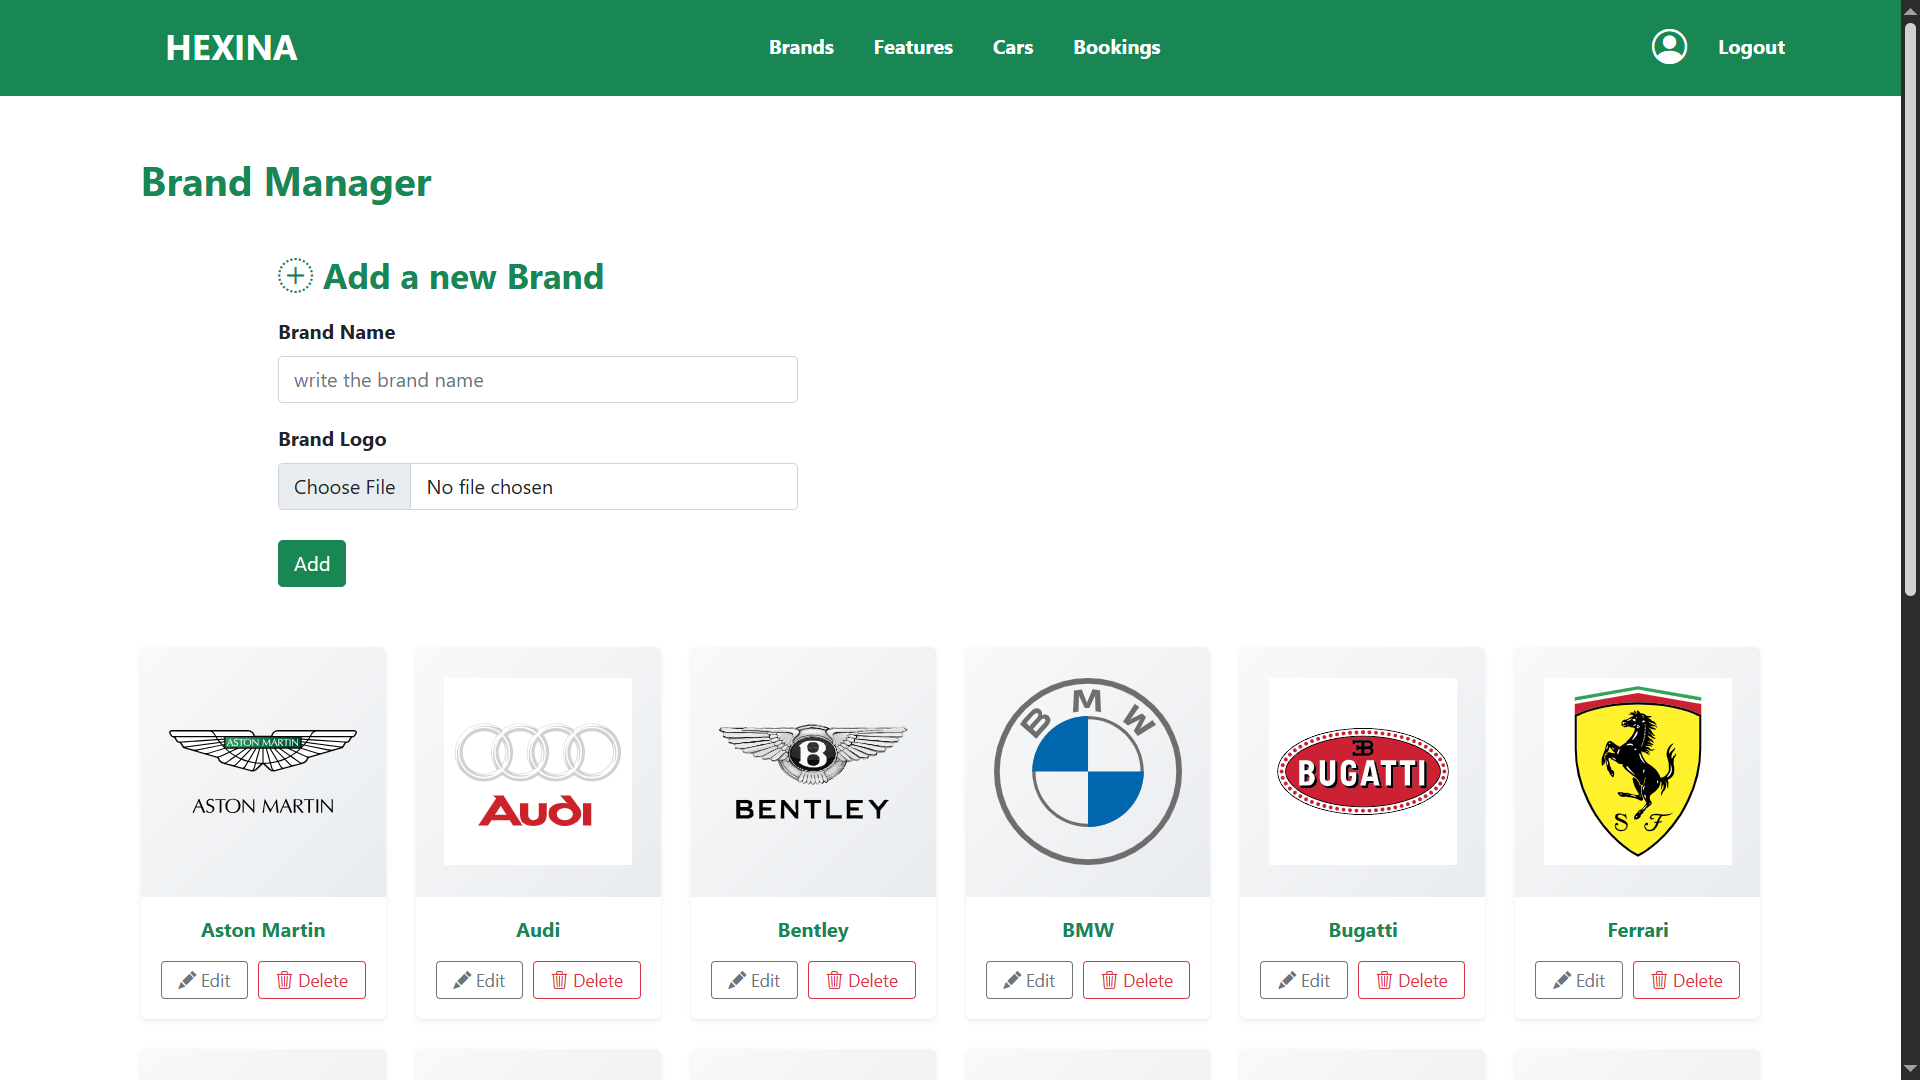 HEXINA
Brands Features Cars Bookings
Logout
Brand Manager
Add a new Brand
Brand Name
write the brand name
Brand Logo
Choose File No file chosen
Add
ASTON MARTIN
ASTON MARTIN
Audi
B
BENTLEY
BMW
EB
BUGATTI
S F
Aston Martin
Audi
Bentley
BMW
Bugatti
Ferrari
Edit Delete
Edit Delete
Edit Delete
Edit Delete
Edit Delete
Edit Delete